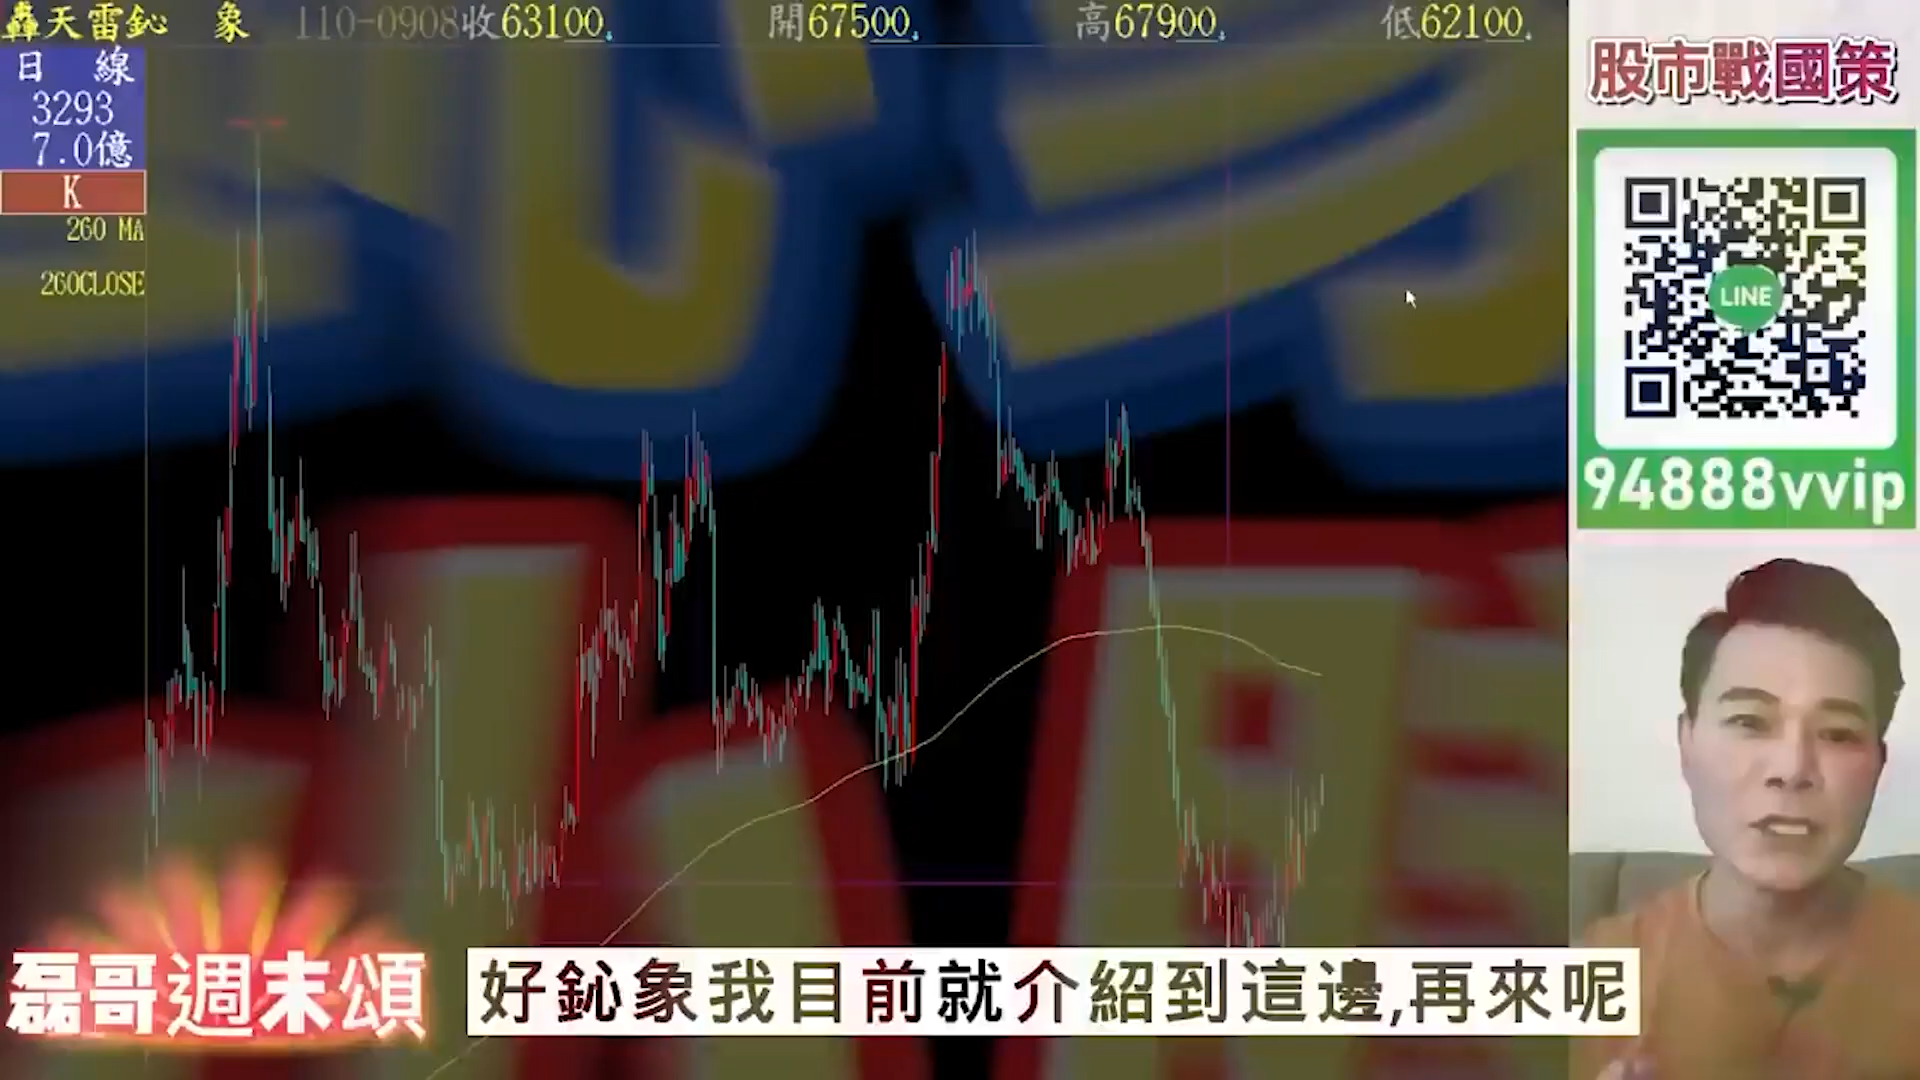 轟天雷鈊 象 110-0908收63100. 開67500. 高67900. 低62100.
日 線
3293
7.0億
K
260 MA
260CLOSE
股市戰國策
LINE
94888vvip
磊哥週末頌
好鈊象我目前就介紹到這邊,再來呢